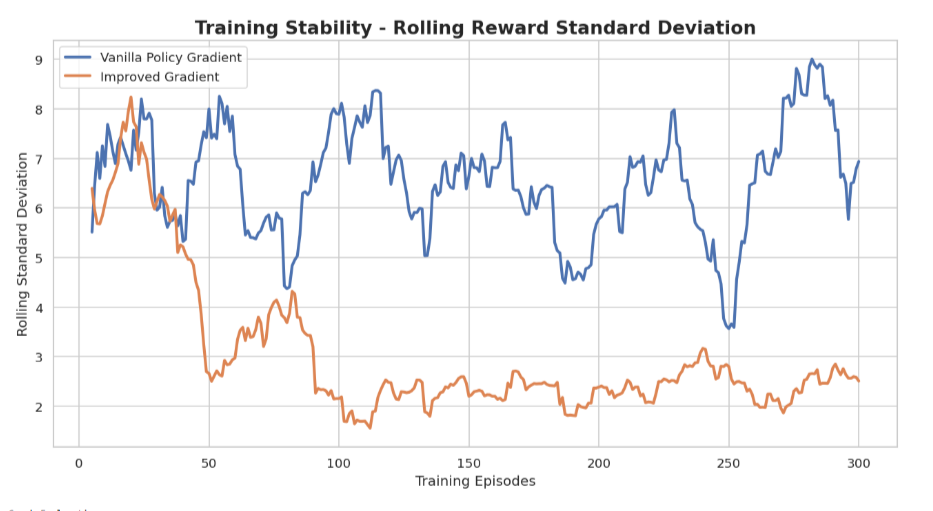 Training Stability - Rolling Reward Standard Deviation
Vanilla Policy Gradient
Improved Gradient
Rolling Standard Deviation
9
8
7
6
5
4
3
2
0 50 100 150 200 250 300
Training Episodes